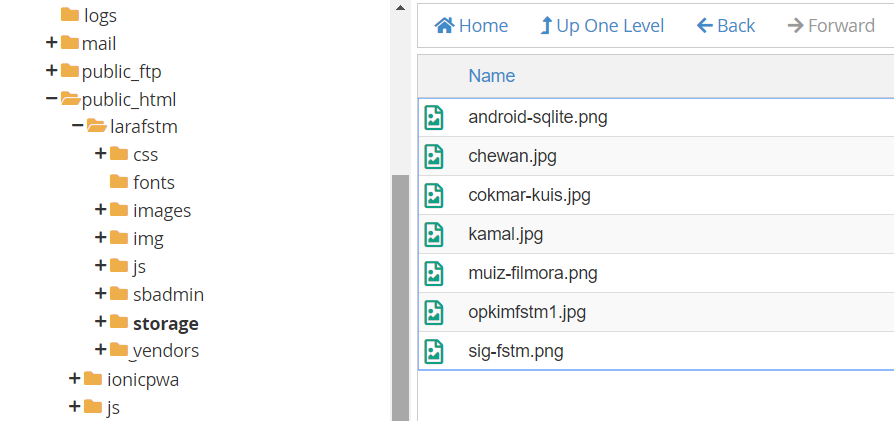 logs
mail
public_ftp
public_html
larafstm
css
fonts
images
img
js
sbadmin
storage
vendors
ionicpwa
js
Home Up One Level Back Forward
Name
android-sqlite.png
chewan.jpg
cokmar-kuis.jpg
kamal.jpg
muiz-filmora.png
opkimfstm1.jpg
sig-fstm.png